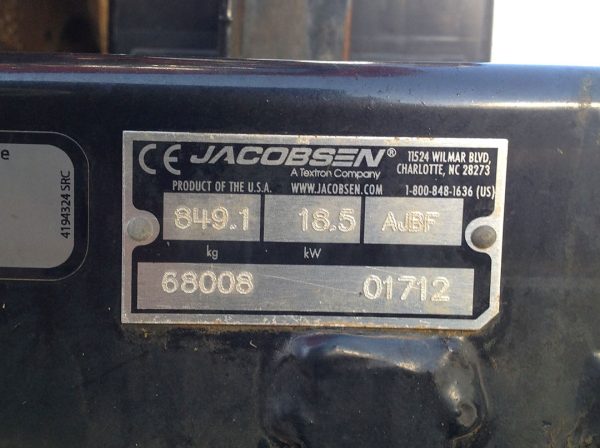 e
4194324 SRC
CE JACOBSEN®
A Textron Company
11524 WILMAR BLVD,
CHARLOTTE, NC 28273
PRODUCT OF THE U.S.A. WWW.JACOBSEN.COM 1-800-848-1636 (US)
849.1 18.5 AJBF
kg kW
68008 01712